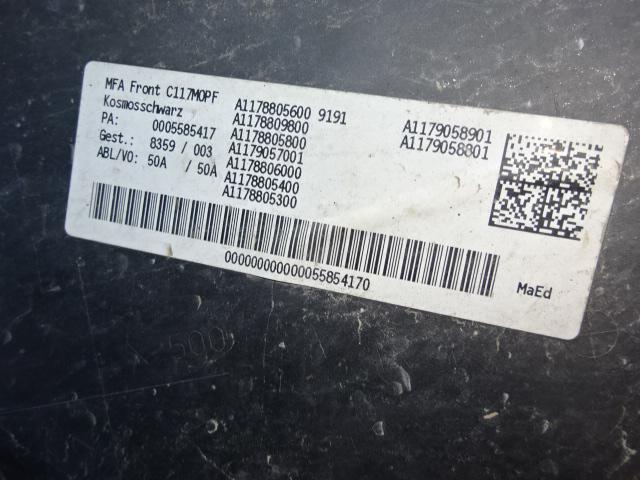 MFA Front C117MOPF
Kosmosschwarz
PA: 0005585417
Gest.: 8359 / 003
ABL/VO: 50A / 50A
A1178805600 9191
A1178809800
A1178805800
A1179057001
A1178806000
A1178805400
A1178805300
A1179058901
A1179058801
000000000000055854170
MaEd